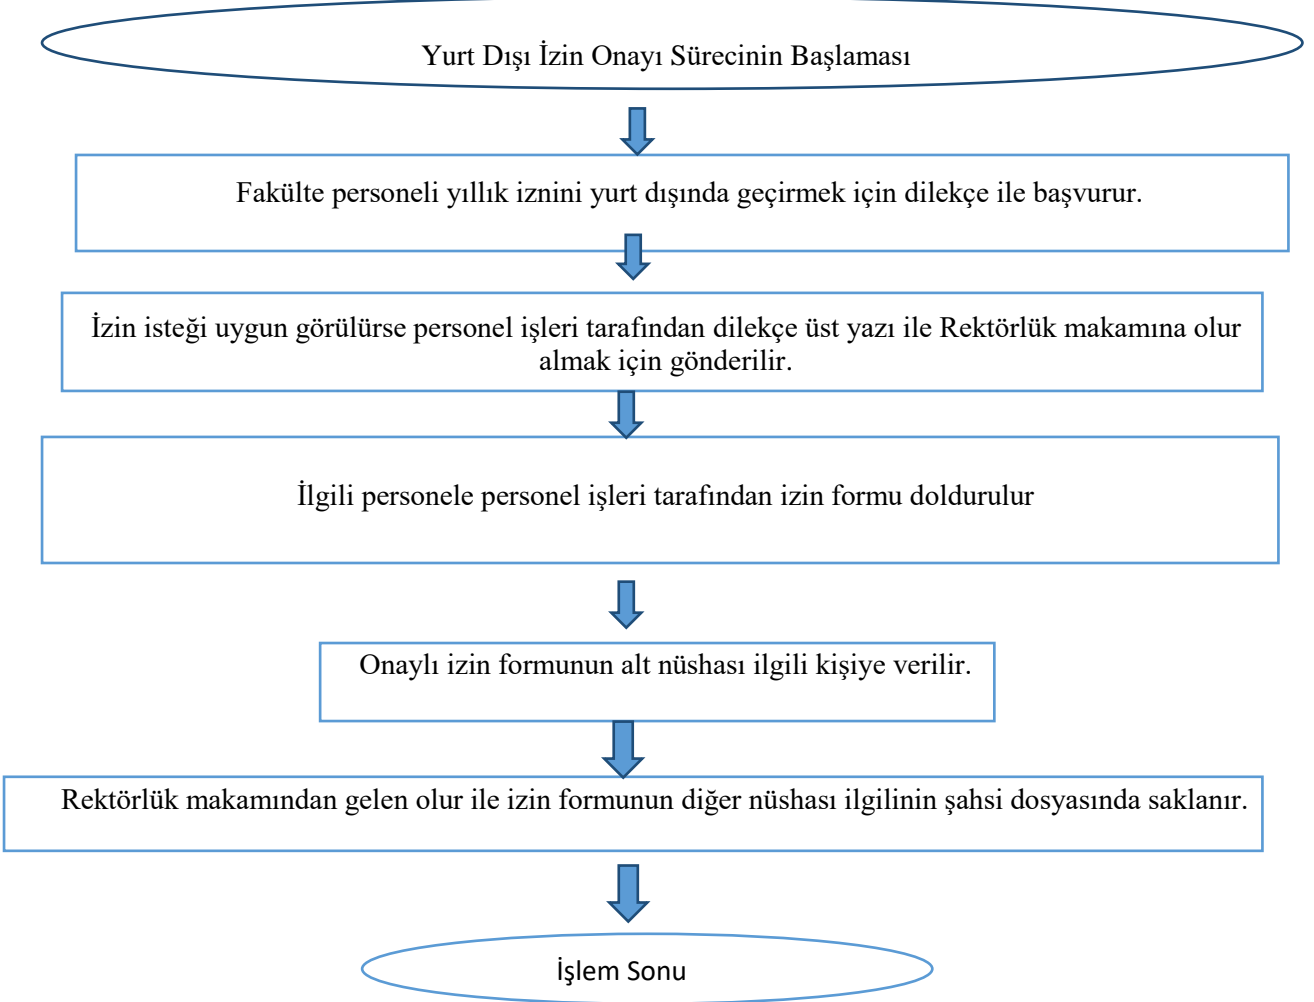 Yurt Dışı İzin Onayı Sürecinin Başlaması
Fakülte personeli yıllık iznini yurt dışında geçirmek için dilekçe ile başvurur.
İzin isteği uygun görülürse personel işleri tarafından dilekçe üst yazı ile Rektörlük makamına olur
almak için gönderilir.
İlgili personele personel işleri tarafından izin formu doldurulur
Onaylı izin formunun alt nüshası ilgili kişiye verilir.
Rektörlük makamından gelen olur ile izin formunun diğer nüshası ilgilinin şahsi dosyasında saklanır.
İşlem Sonu